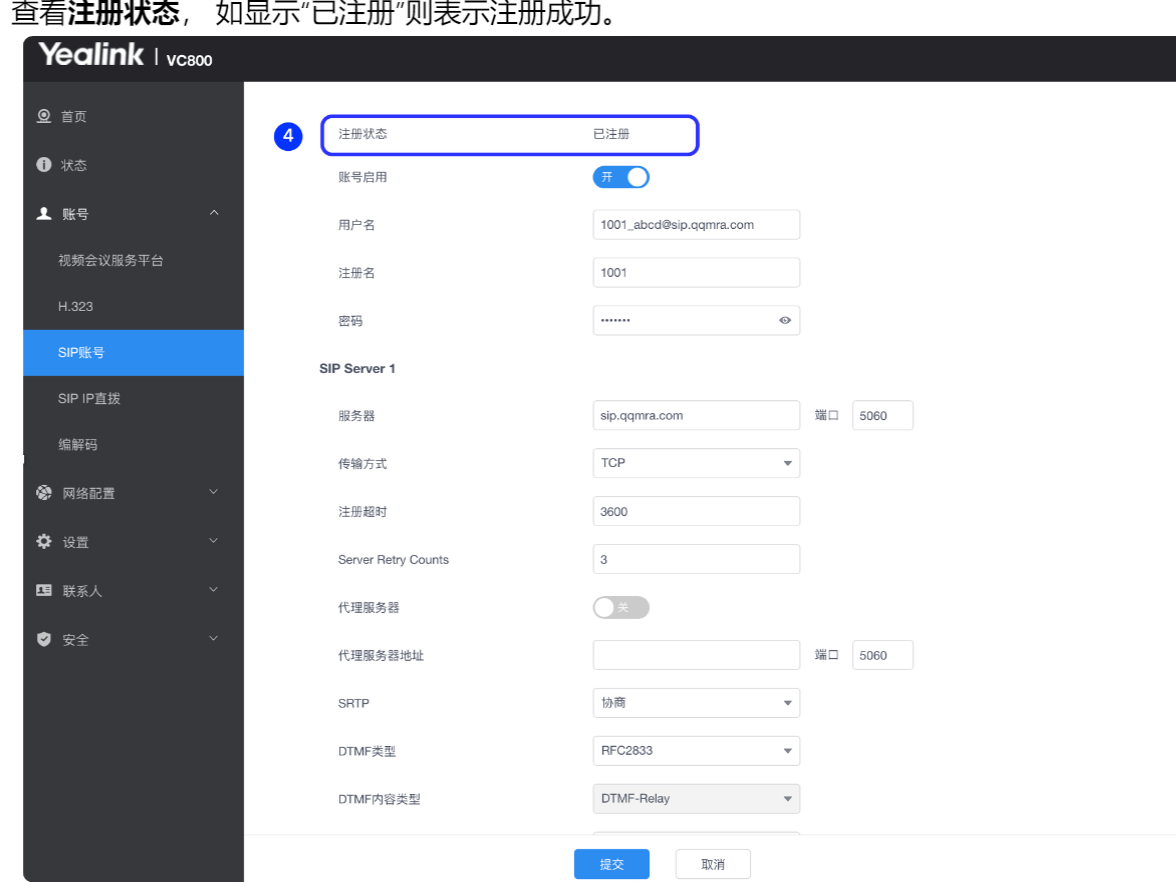 查看注册状态， 如显示“已注册”则表示注册成功。
Yealink | VC800
首页
状态
账号
视频会议服务平台
H.323
SIP账号
SIP IP直拨
编解码
网络配置
设置
联系人
安全
4 注册状态 已注册
账号启用 开
用户名 1001_abcd@sip.qqmra.com
注册名 1001
密码 •••••••
SIP Server 1
服务器 sip.qqmra.com 端口 5060
传输方式 TCP
注册超时 3600
Server Retry Counts 3
代理服务器 关
代理服务器地址 端口 5060
SRTP 协商
DTMF类型 RFC2833
DTMF内容类型 DTMF-Relay
提交 取消